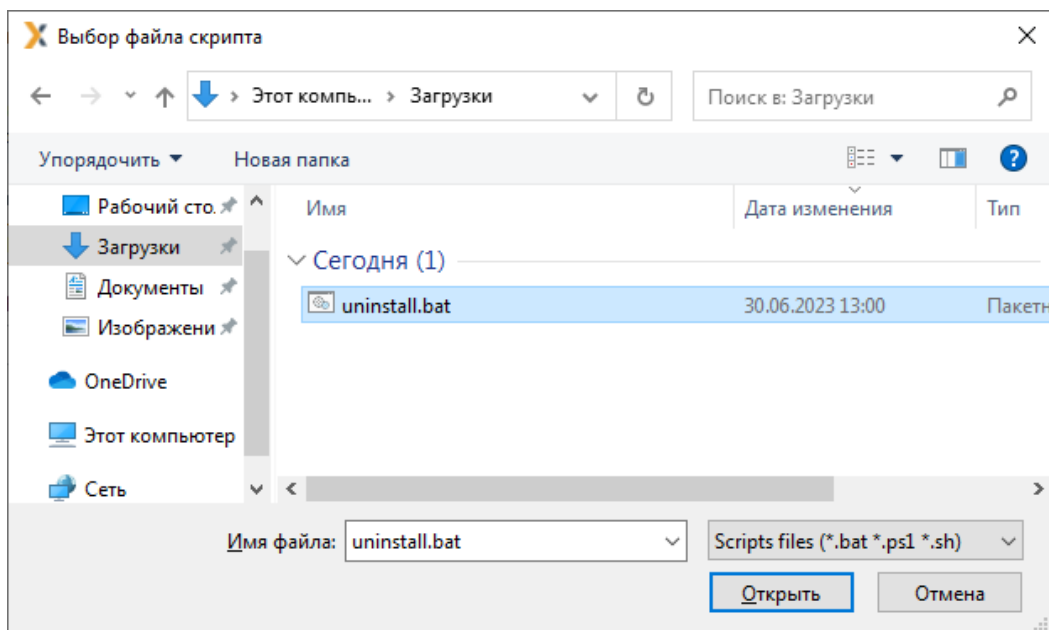 Выбор файла скрипта
Этот компь... > Загрузки
Поиск в: Загрузки
Упорядочить
Новая папка
Рабочий сто.
Загрузки
Документы
Изображени
OneDrive
Этот компьютер
Сеть
Имя
Дата изменения
Тип
Сегодня (1)
uninstall.bat
30.06.2023 13:00
Пакетн
Имя файла:
uninstall.bat
Scripts files (*.bat *.ps1 *.sh)
Открыть
Отмена